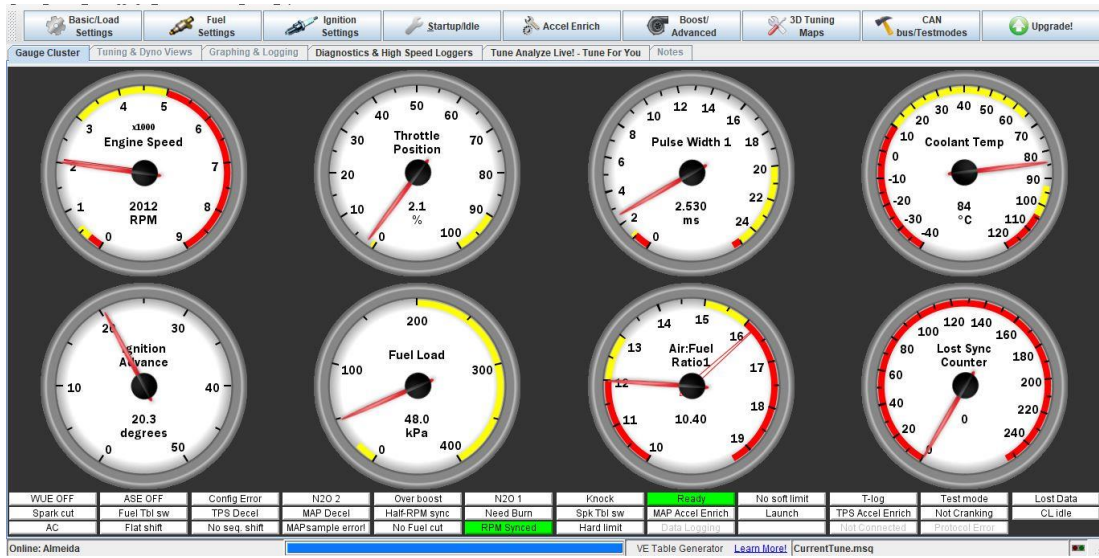 Basic/Load Settings
Fuel Settings
Ignition Settings
Startup/Idle
Accel Enrich
Boost/ Advanced
3D Tuning Maps
CAN bus/Testmodes
Upgrade!
Gauge Cluster Tuning & Dyno Views Graphing & Logging Diagnostics & High Speed Loggers Tune Analyze Live! - Tune For You Notes
0 1 2 3 4 5 6 7 8 9
x1000
Engine Speed
2012
RPM
0 10 20 30 40 50 60 70 80 90 100
Throttle
Position
2.1
%
0 2 4 6 8 10 12 14 16 18 20 22 24
Pulse Width 1
2.530
ms
-40 -30 -20 -10 0 10 20 30 40 50 60 70 80 90 100 110 120
Coolant Temp
84
°C
0 10 20 30 40 50
Ignition
Advance
20.3
degrees
0 100 200 300 400
Fuel Load
48.0
kPa
10 11 12 13 14 15 16 17 18 19
Air:Fuel
Ratio1
10.40
0 20 40 60 80 100 120 140 160 180 200 220 240
Lost Sync
Counter
0
WUE OFF ASE OFF Config Error N2O 2 Over boost N2O 1 Knock Ready No soft limit T-log Test mode Lost Data
Spark cut Fuel Tbl sw TPS Decel MAP Decel Half-RPM sync Need Burn Spk Tbl sw MAP Accel Enrich Launch TPS Accel Enrich Not Cranking CL idle
AC Flat shift No seq. shift MAPsample error! No Fuel cut RPM Synced Hard limit Data Logging Not Connected Protocol Error
Online: Almeida VE Table Generator Learn More! CurrentTune.msq